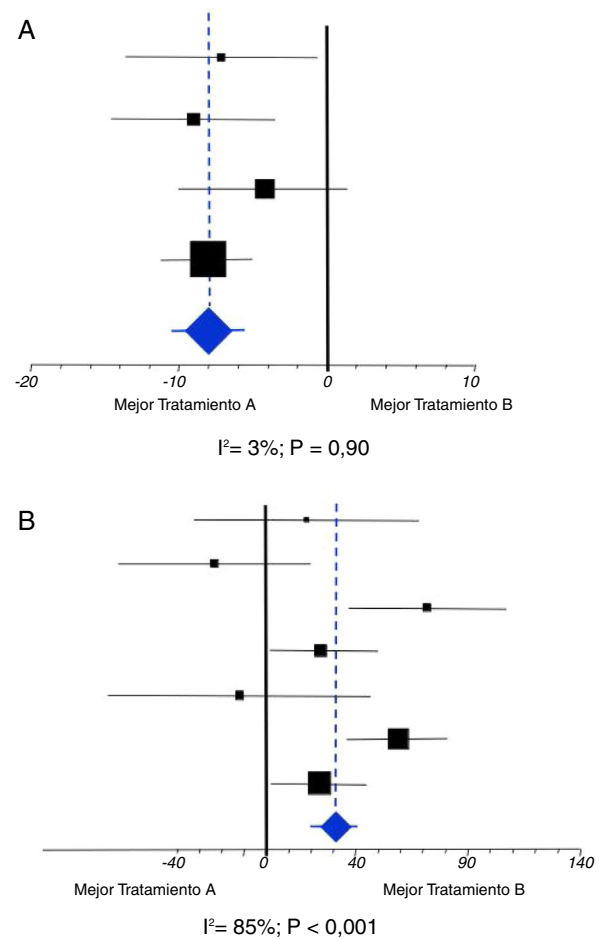 A
-20 -10 0 10
Mejor Tratamiento A Mejor Tratamiento B
I²= 3%; P = 0,90
B
-40 0 40 90 140
Mejor Tratamiento A Mejor Tratamiento B
I²= 85%; P < 0,001